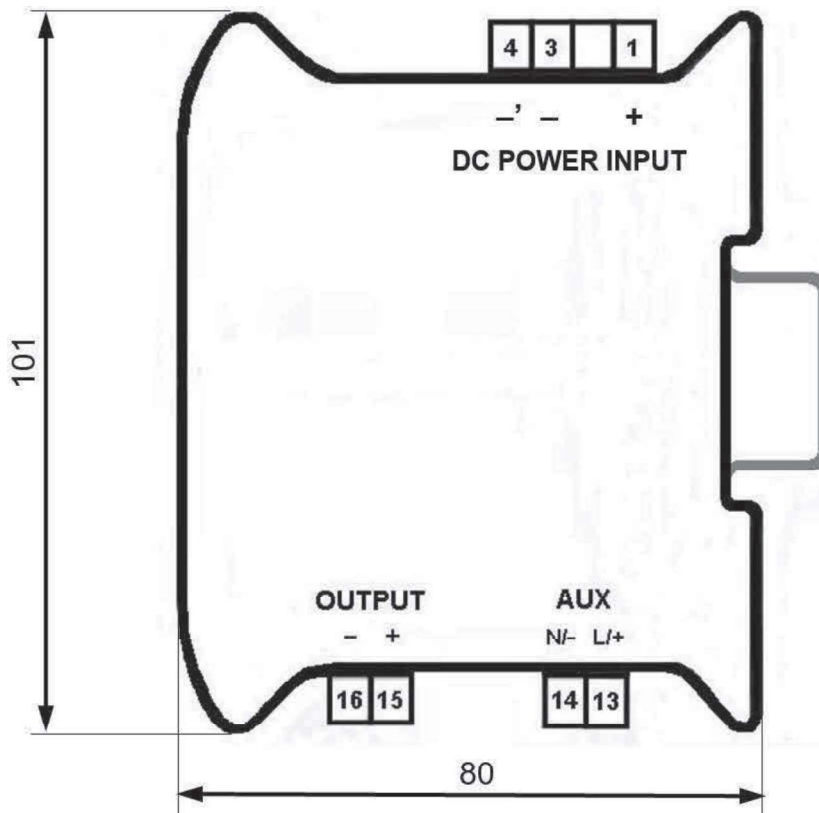 4 3 1
–’ – +
DC POWER INPUT
101
OUTPUT AUX
– + N/– L/+
16 15 14 13
80